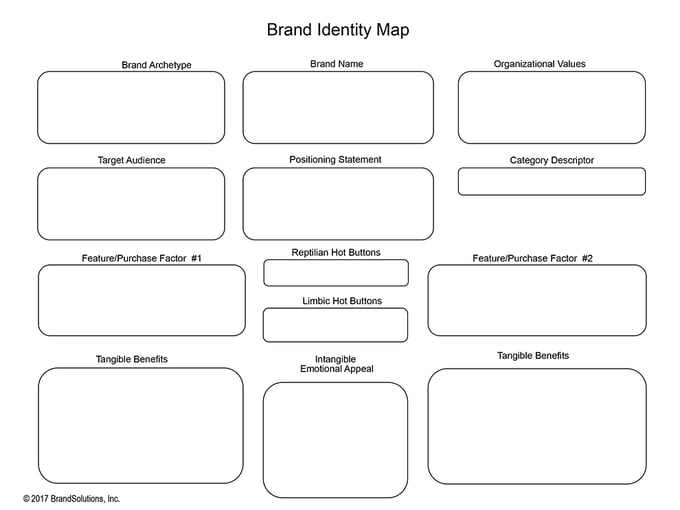 Brand Identity Map
Brand Archetype
Brand Name
Organizational Values
Target Audience
Positioning Statement
Category Descriptor
Feature/Purchase Factor  #1
Reptilian Hot Buttons
Feature/Purchase Factor  #2
Limbic Hot Buttons
Tangible Benefits
Intangible
Emotional Appeal
Tangible Benefits
© 2017 BrandSolutions, Inc.